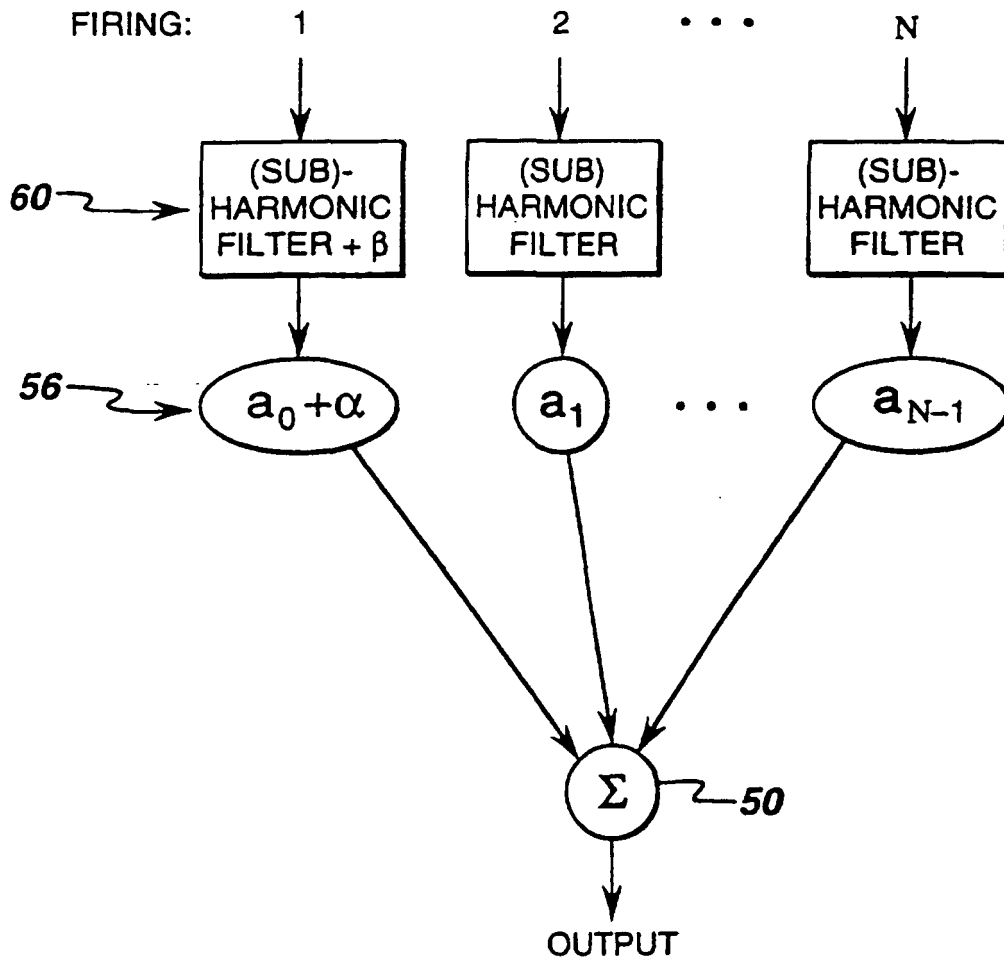 FIRING: 1 2 • • • N
60
(SUB)- HARMONIC FILTER + β
(SUB) HARMONIC FILTER
(SUB)- HARMONIC FILTER
56
a₀ + α
a₁
• • •
a_{N–1}
Σ
50
OUTPUT